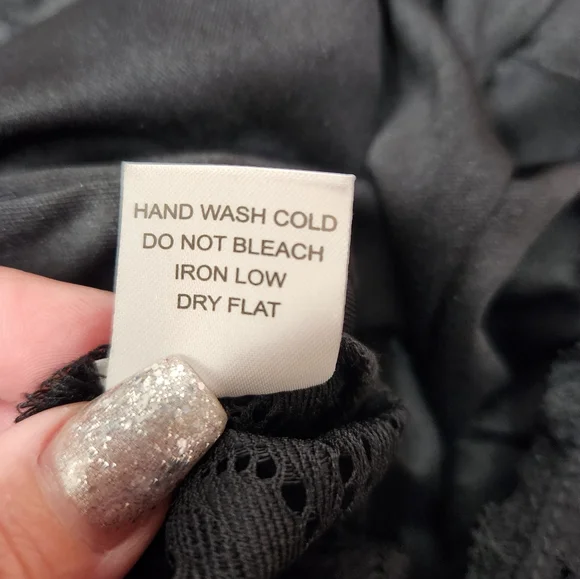 HAND WASH COLD
DO NOT BLEACH
IRON LOW
DRY FLAT